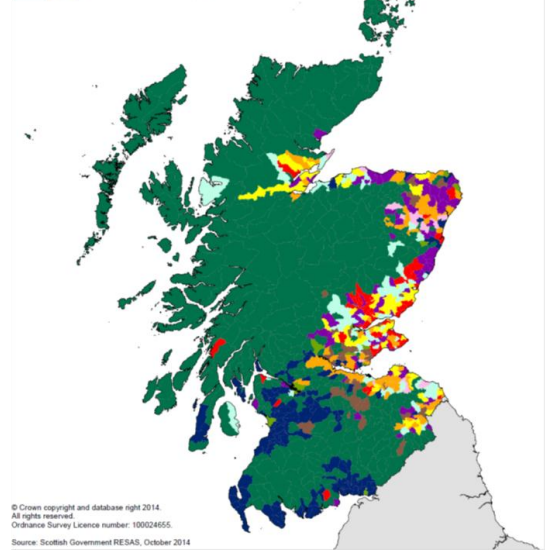 © Crown copyright and database right 2014.
All rights reserved.
Ordnance Survey Licence number: 100024655.
Source: Scottish Government RESAS, October 2014